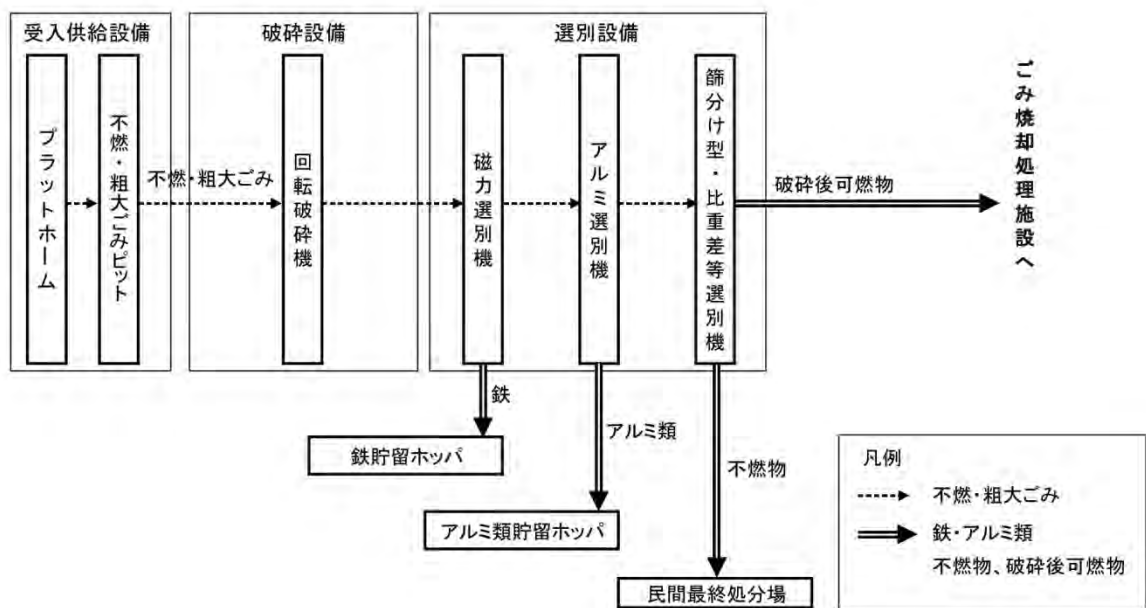 受入供給設備
破砕設備
選別設備
プラットホーム
不燃・粗大ごみピット
不燃・粗大ごみ
回転破砕機
磁力選別機
アルミ選別機
篩分け型・比重差等選別機
破砕後可燃物
ごみ焼却処理施設へ
鉄
アルミ類
不燃物
鉄貯留ホッパ
アルミ類貯留ホッパ
民間最終処分場
凡例
不燃・粗大ごみ
鉄・アルミ類
不燃物、破砕後可燃物